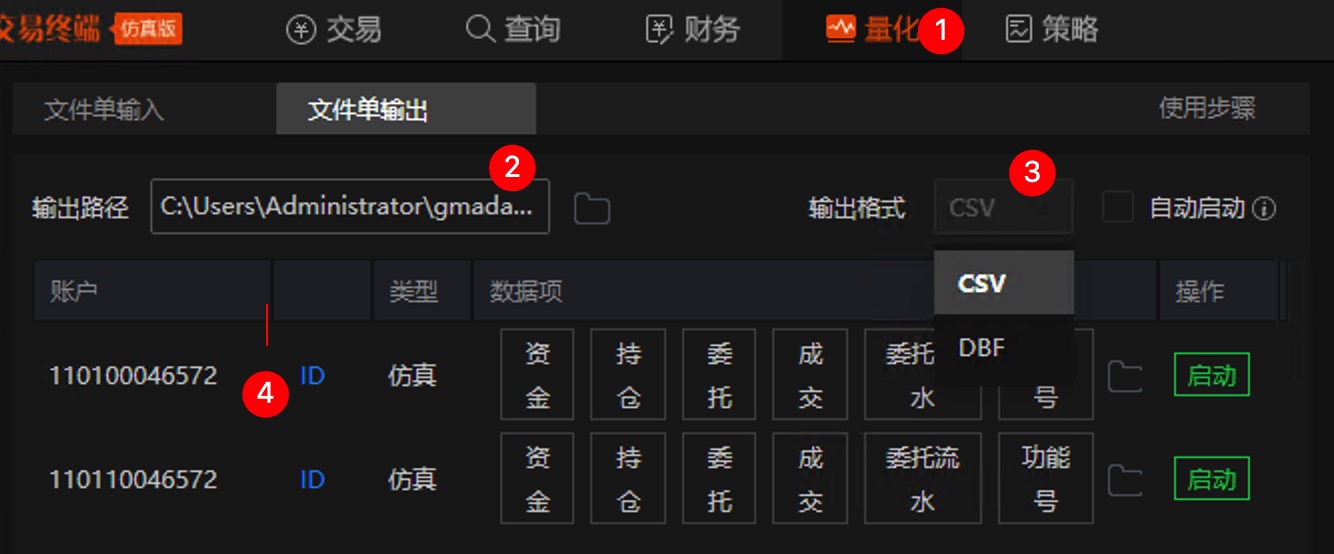 交易终端 仿真版 交易 查询 财务 量化 1 策略
文件单输入 文件单输出 使用步骤
2 3
输出路径 C:\Users\Administrator\gmada... 输出格式 CSV 自动启动
账户 类型 数据项 CSV 操作
DBF
110100046572 4 ID 仿真 资金 持仓 委托 成交 委托 水 号 启动
110110046572 ID 仿真 资金 持仓 委托 成交 委托流水 功能号 启动